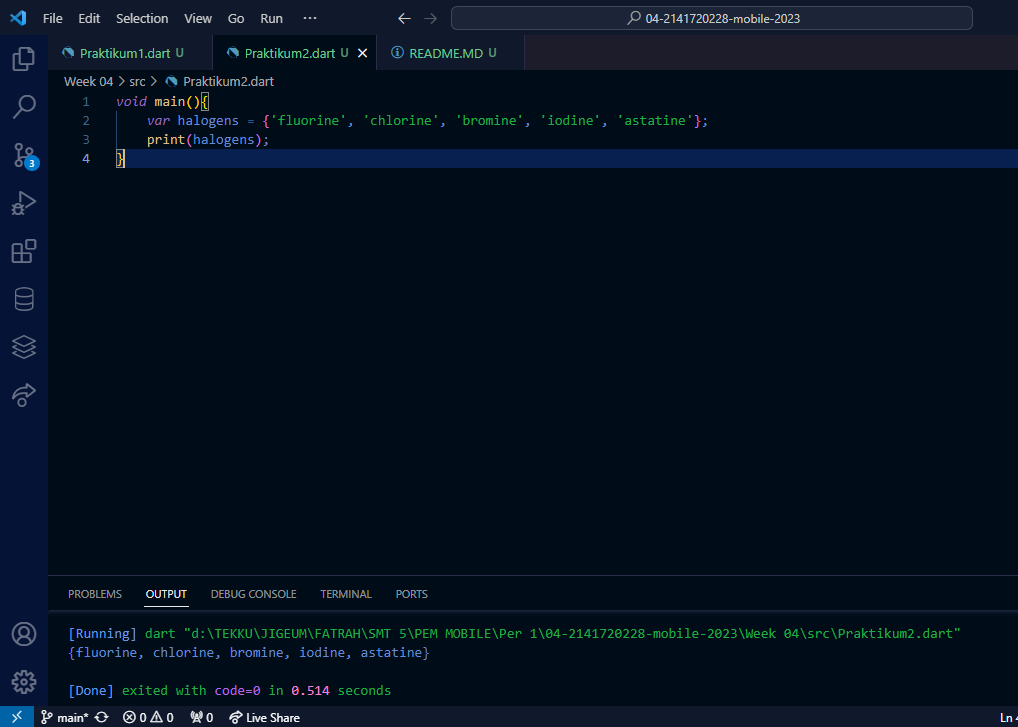 File Edit Selection View Go Run ···
04-2141720228-mobile-2023
Praktikum1.dart U
Praktikum2.dart U
README.MD U
Week 04 > src > Praktikum2.dart
1 void main(){
2 var halogens = {'fluorine', 'chlorine', 'bromine', 'iodine', 'astatine'};
3 print(halogens);
4 }
3
PROBLEMS OUTPUT DEBUG CONSOLE TERMINAL PORTS
[Running] dart "d:\TEKKU\JIGEUM\FATRAH\SMT 5\PEM MOBILE\Per 1\04-2141720228-mobile-2023\Week 04\src\Praktikum2.dart"
{fluorine, chlorine, bromine, iodine, astatine}
[Done] exited with code=0 in 0.514 seconds
main* 0 0 0 Live Share Ln 4